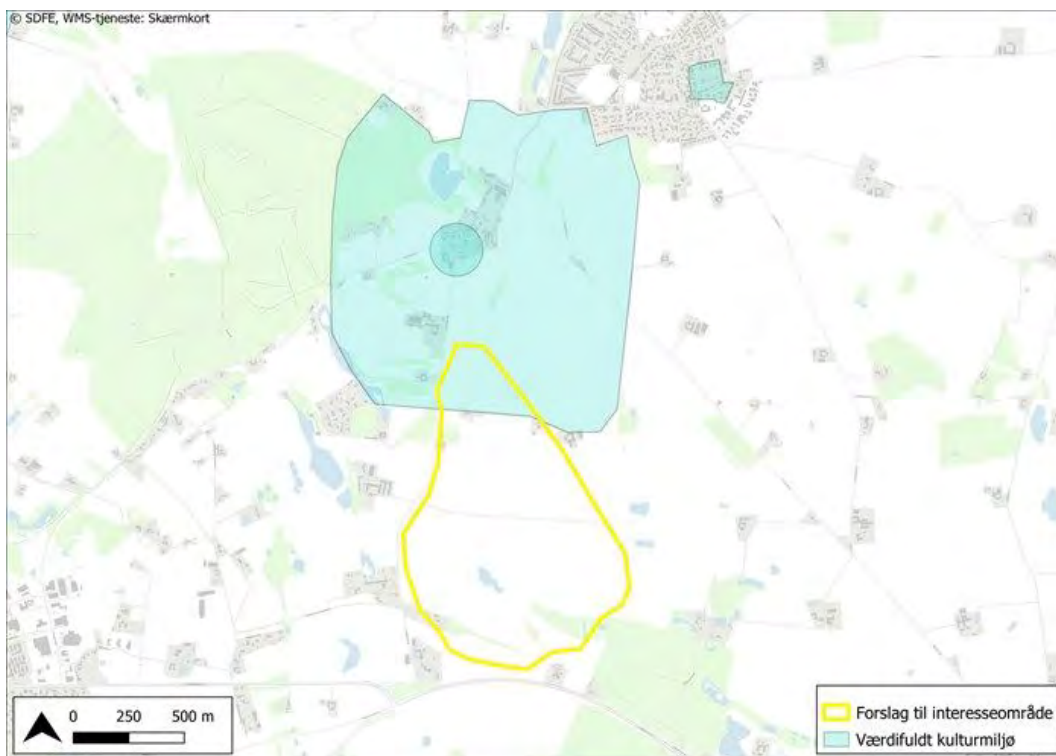 © SDFE, WMS-tjeneste: Skærmkort
0 250 500 m
Forslag til interesseområde
Værdifuldt kulturmiljø